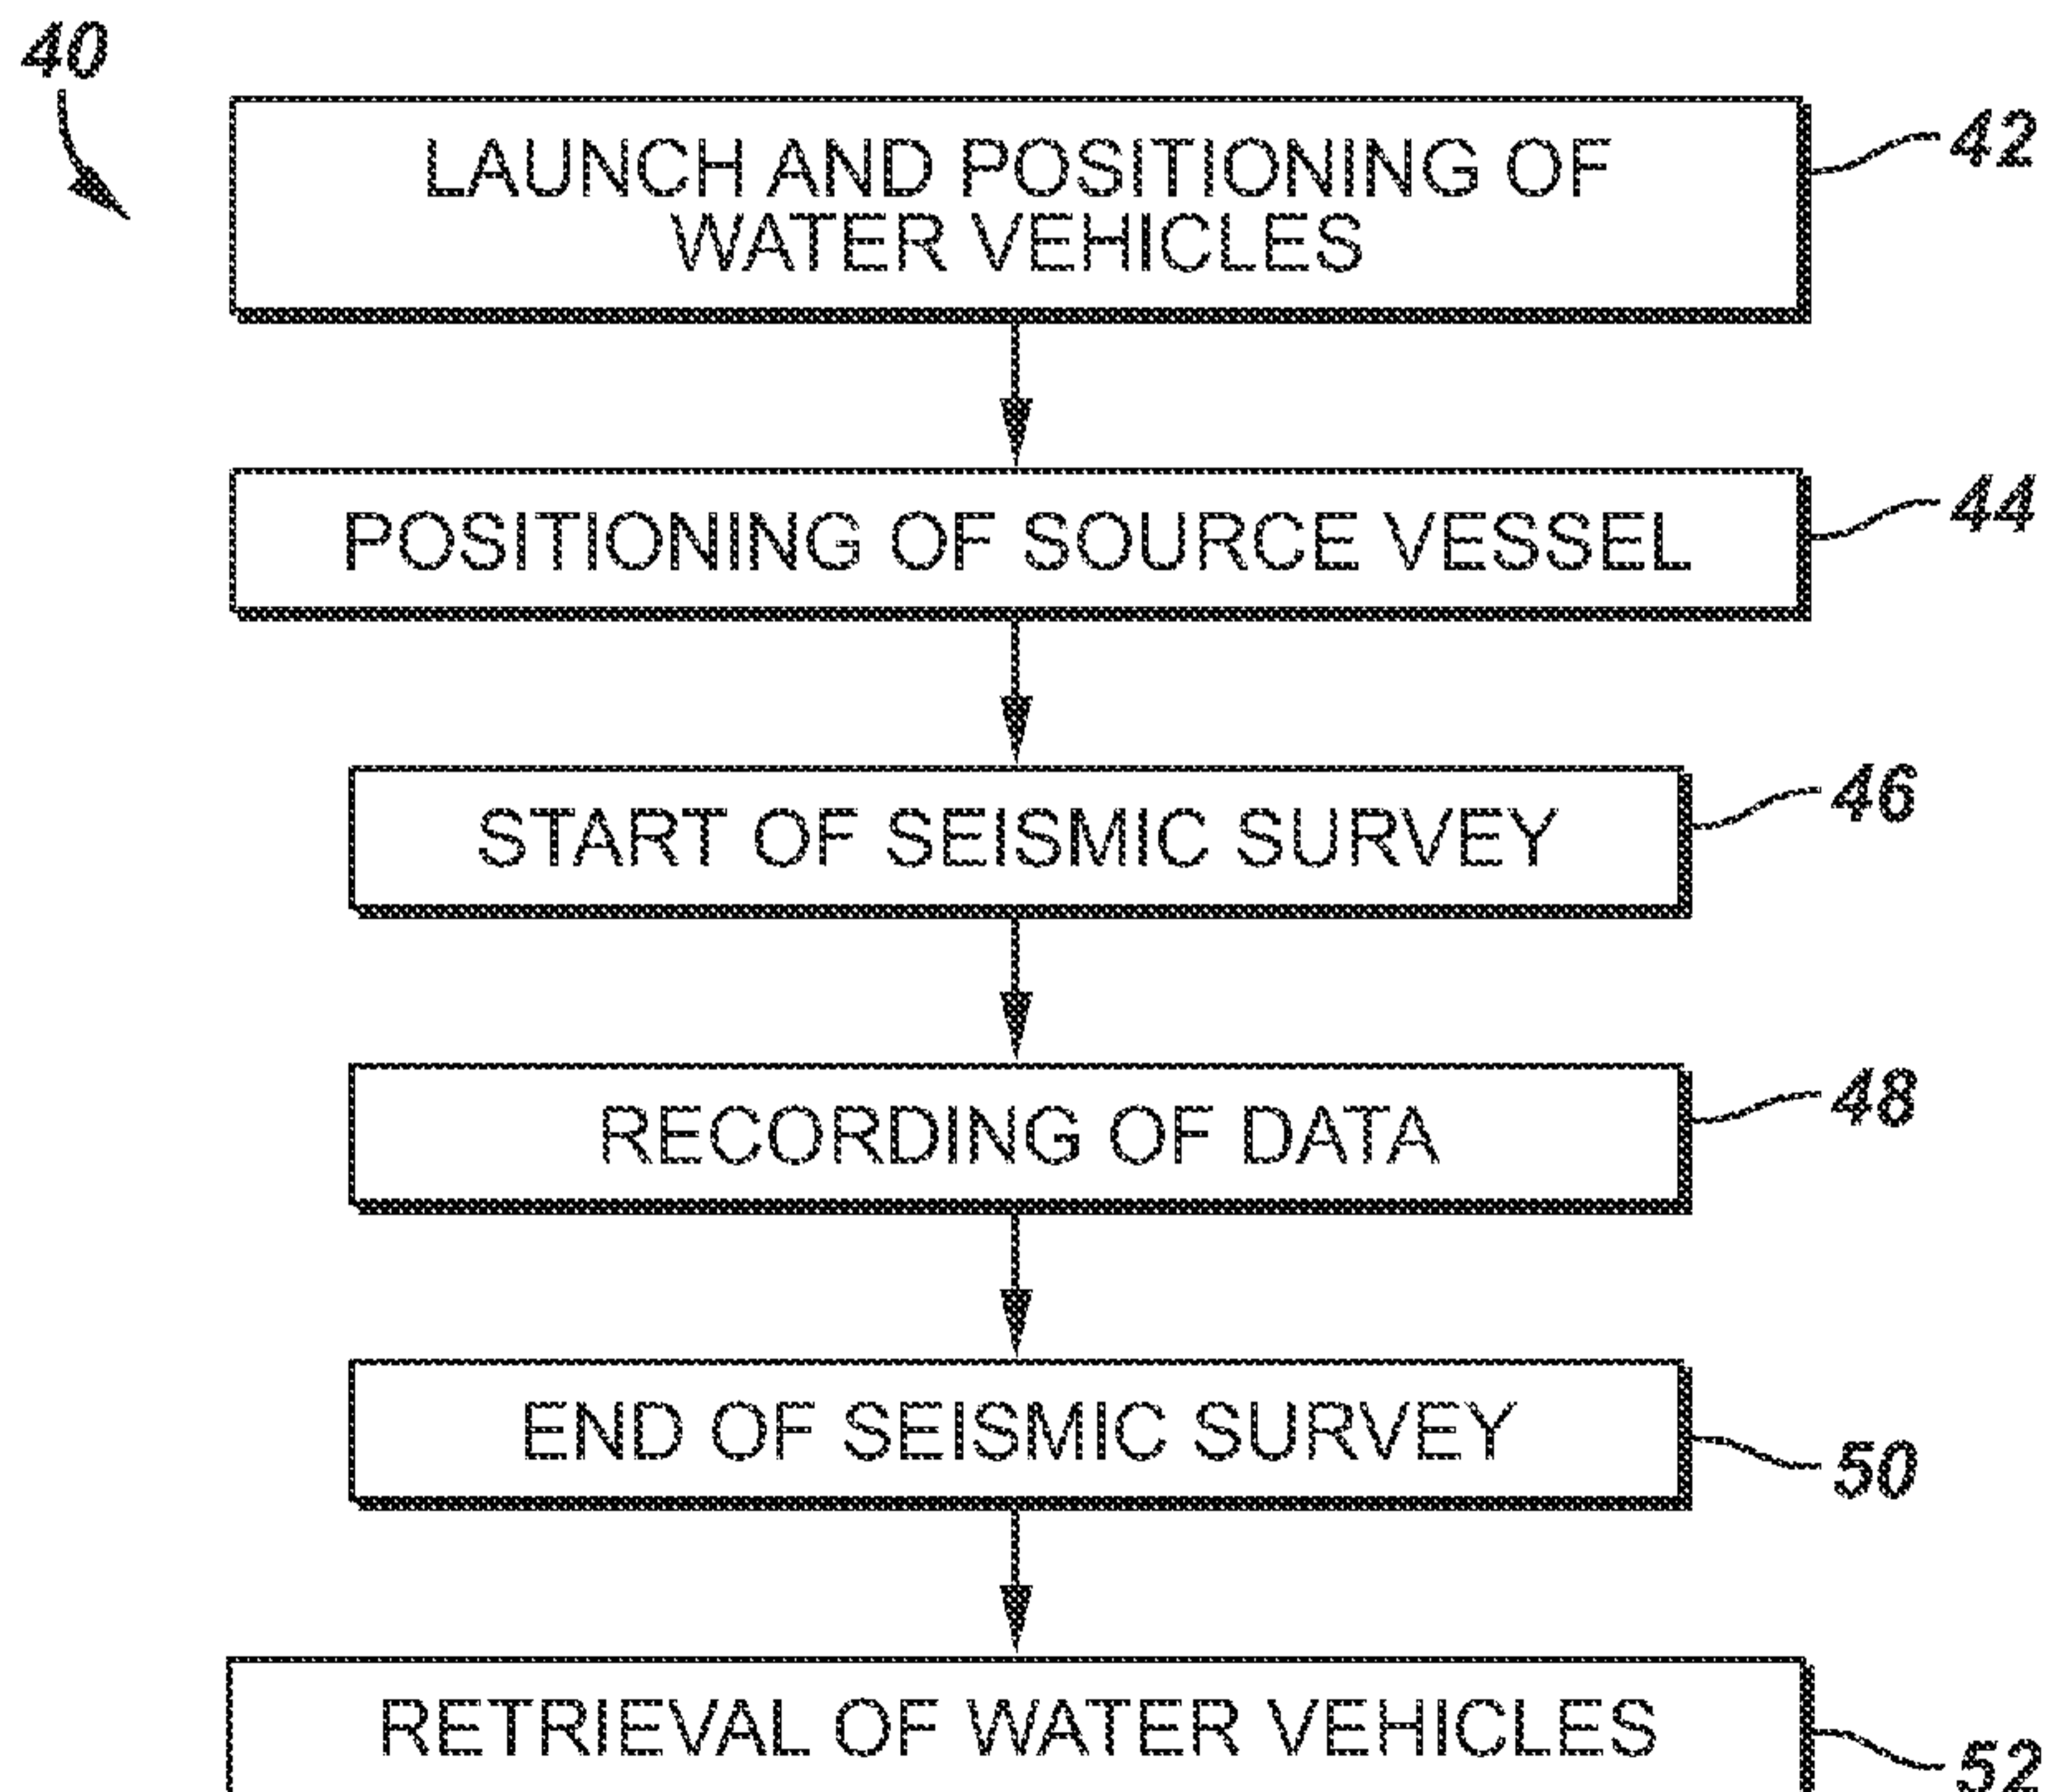 40
LAUNCH AND POSITIONING OF
WATER VEHICLES
42
POSITIONING OF SOURCE VESSEL
44
START OF SEISMIC SURVEY
46
RECORDING OF DATA
48
END OF SEISMIC SURVEY
50
RETRIEVAL OF WATER VEHICLES
52